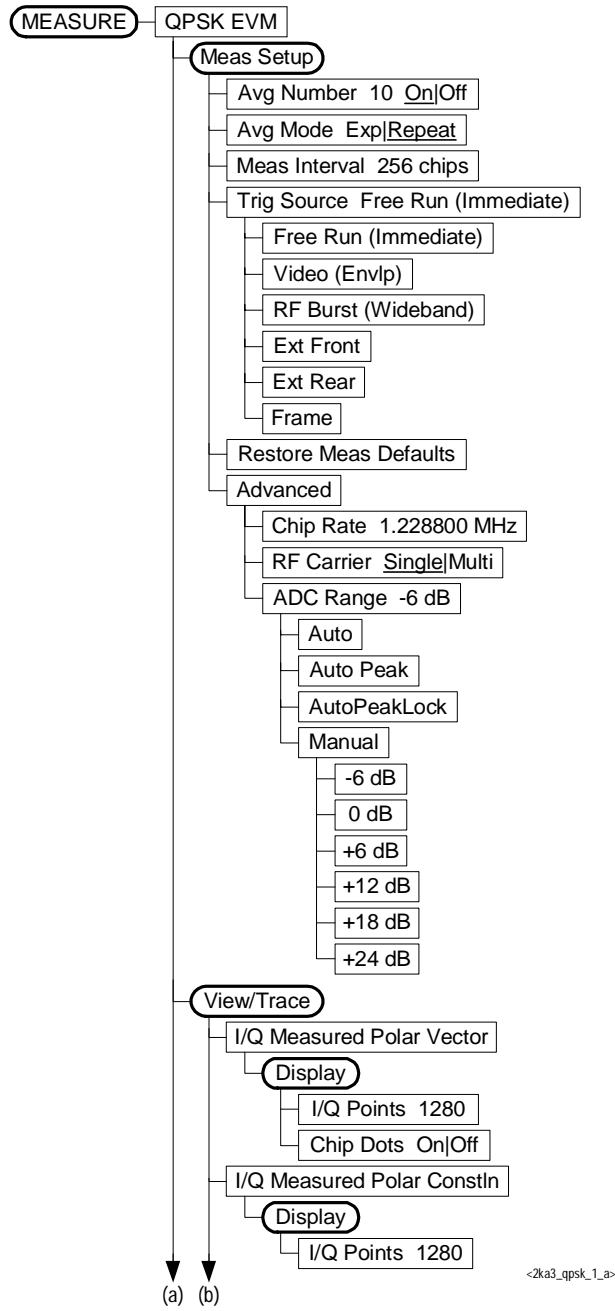 MEASURE QPSK EVM
Meas Setup
Avg Number 10 On|Off
Avg Mode Exp|Repeat
Meas Interval 256 chips
Trig Source Free Run (Immediate)
Free Run (Immediate)
Video (Envlp)
RF Burst (Wideband)
Ext Front
Ext Rear
Frame
Restore Meas Defaults
Advanced
Chip Rate 1.228800 MHz
RF Carrier Single|Multi
ADC Range -6 dB
Auto
Auto Peak
AutoPeakLock
Manual
-6 dB
0 dB
+6 dB
+12 dB
+18 dB
+24 dB
View/Trace
I/Q Measured Polar Vector
Display
I/Q Points 1280
Chip Dots On|Off
I/Q Measured Polar Constln
Display
I/Q Points 1280
(a) (b)
<2ka3_qpsk_1_a>